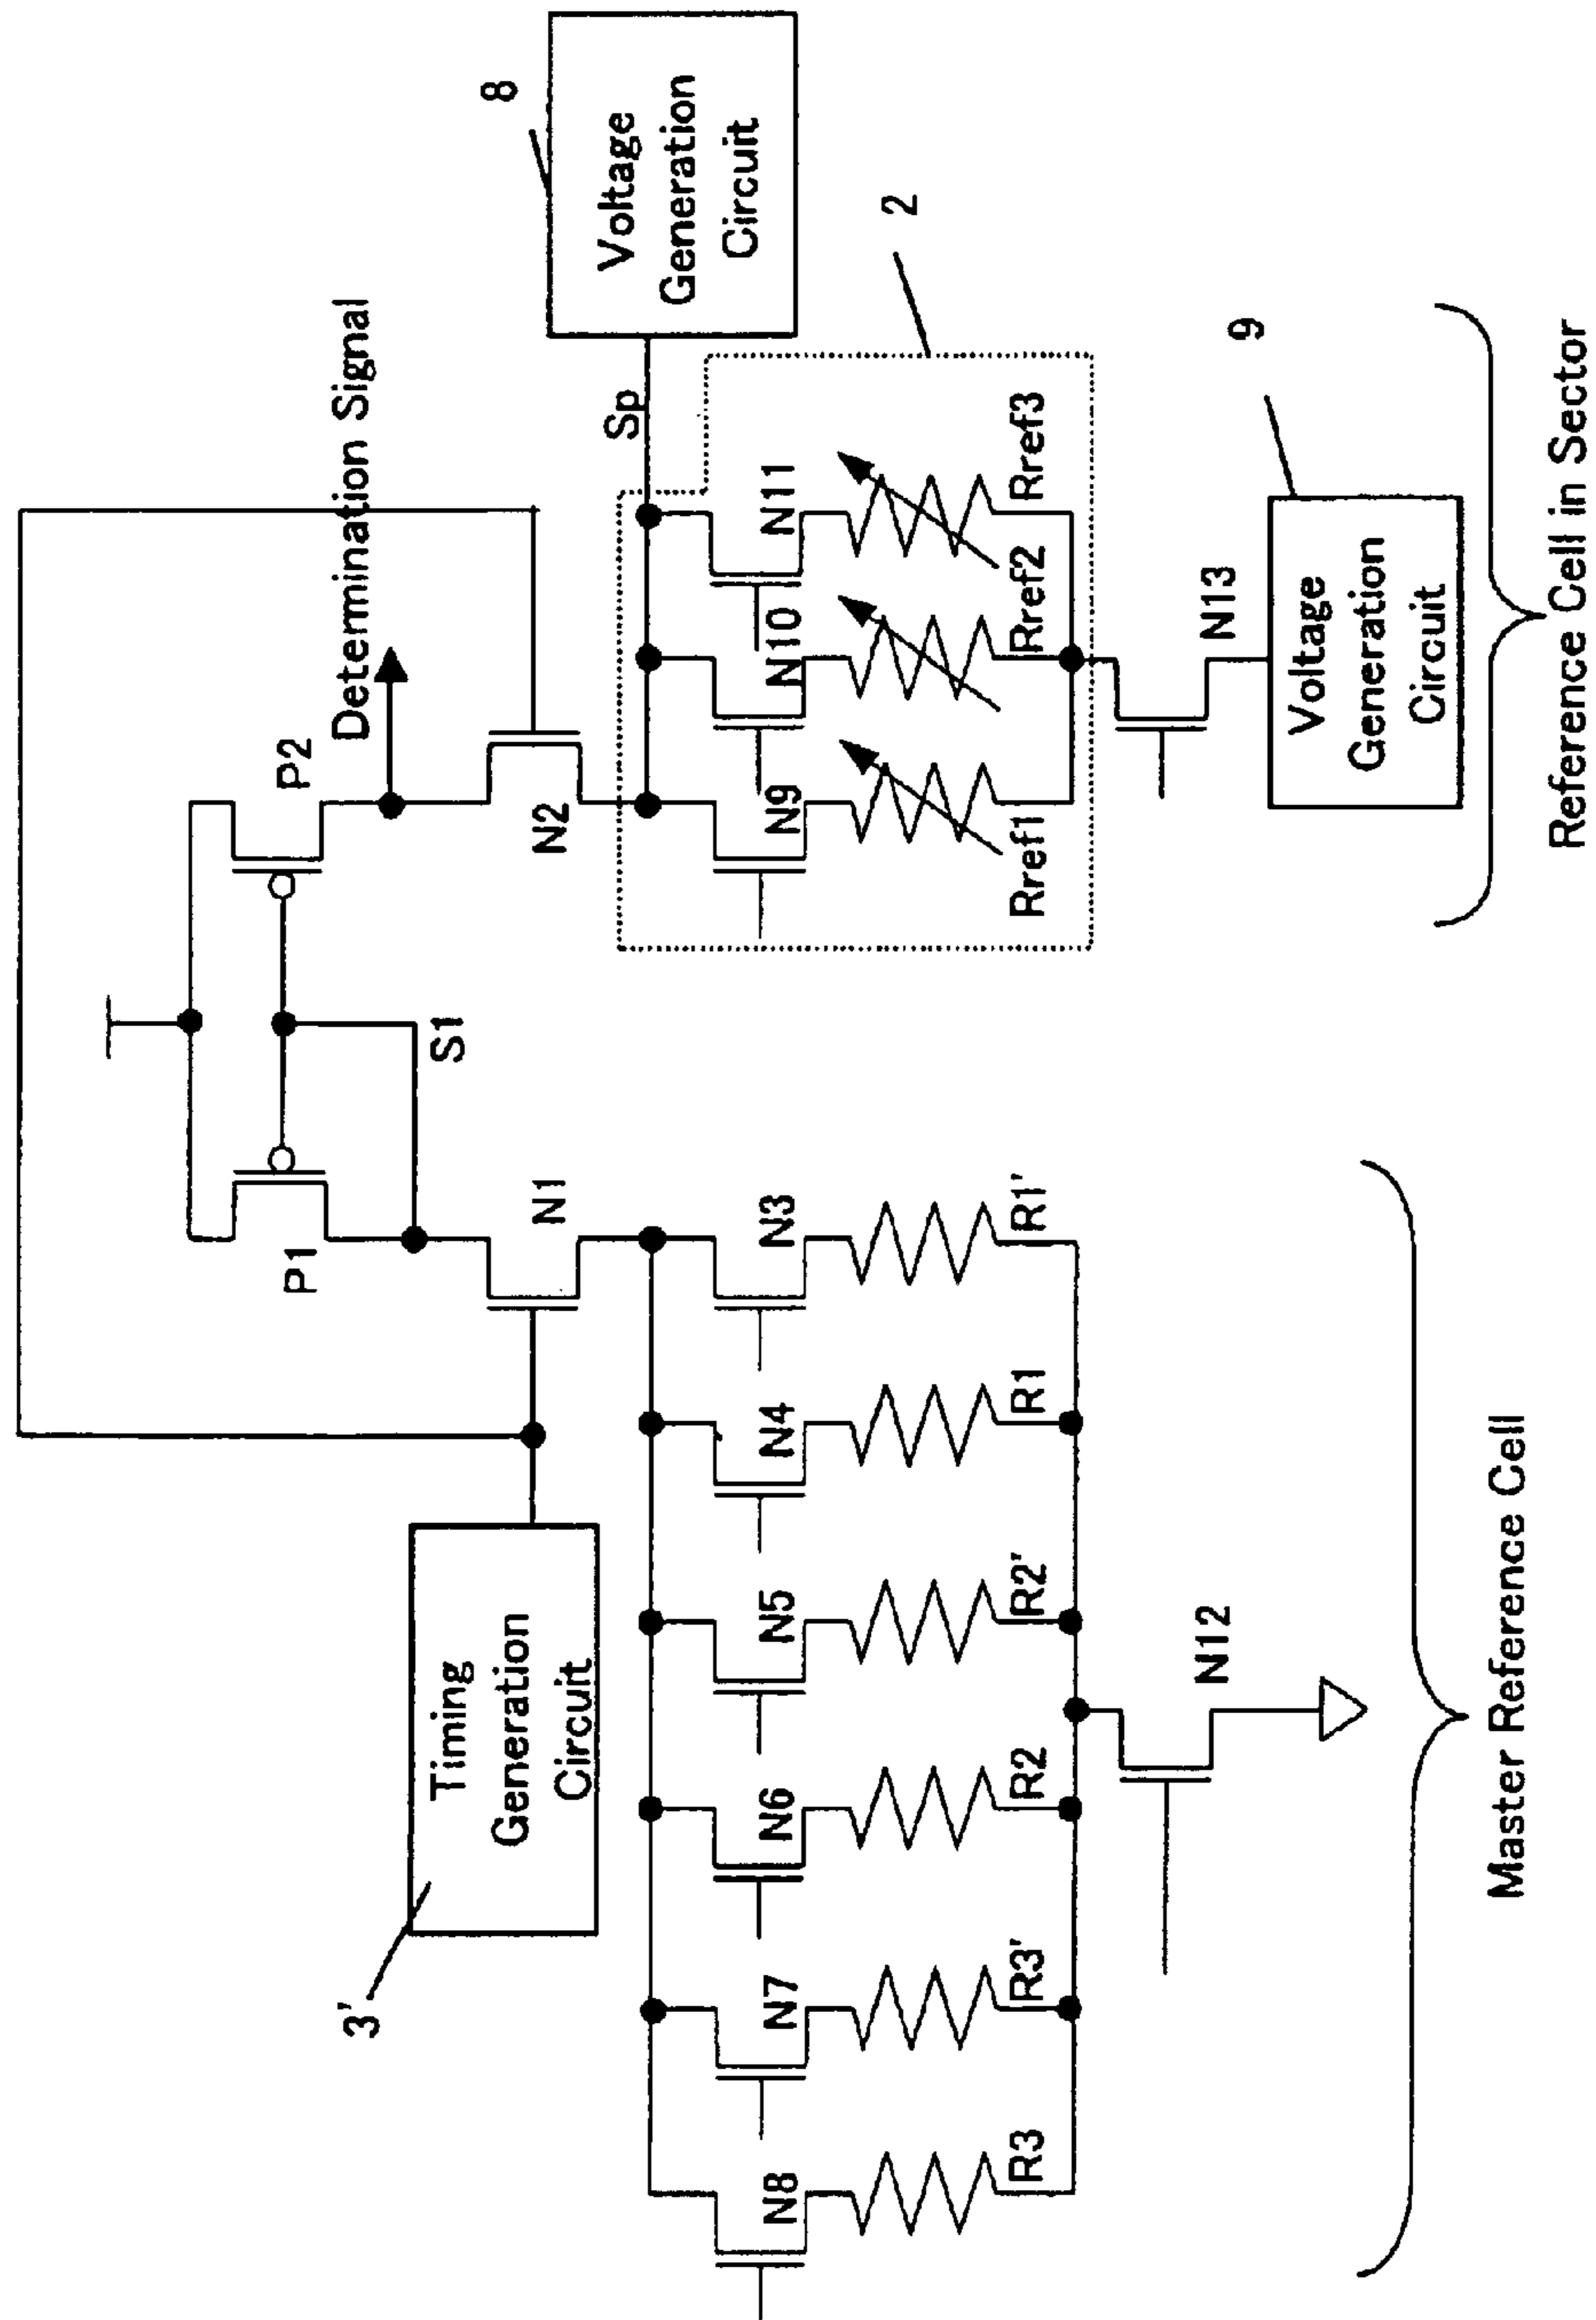 P1
P2
S1
Determination Signal
3'
Timing
Generation
Circuit
N1
N2
8
Voltage
Generation
Circuit
Sp
2
N8
N7
N6
N5
N4
N3
N9
N10
N11
R3
R3'
R2
R2'
R1
R1'
Rref1
Rref2
Rref3
N12
N13
9
Voltage
Generation
Circuit
Master Reference Cell
Reference Cell in Sector